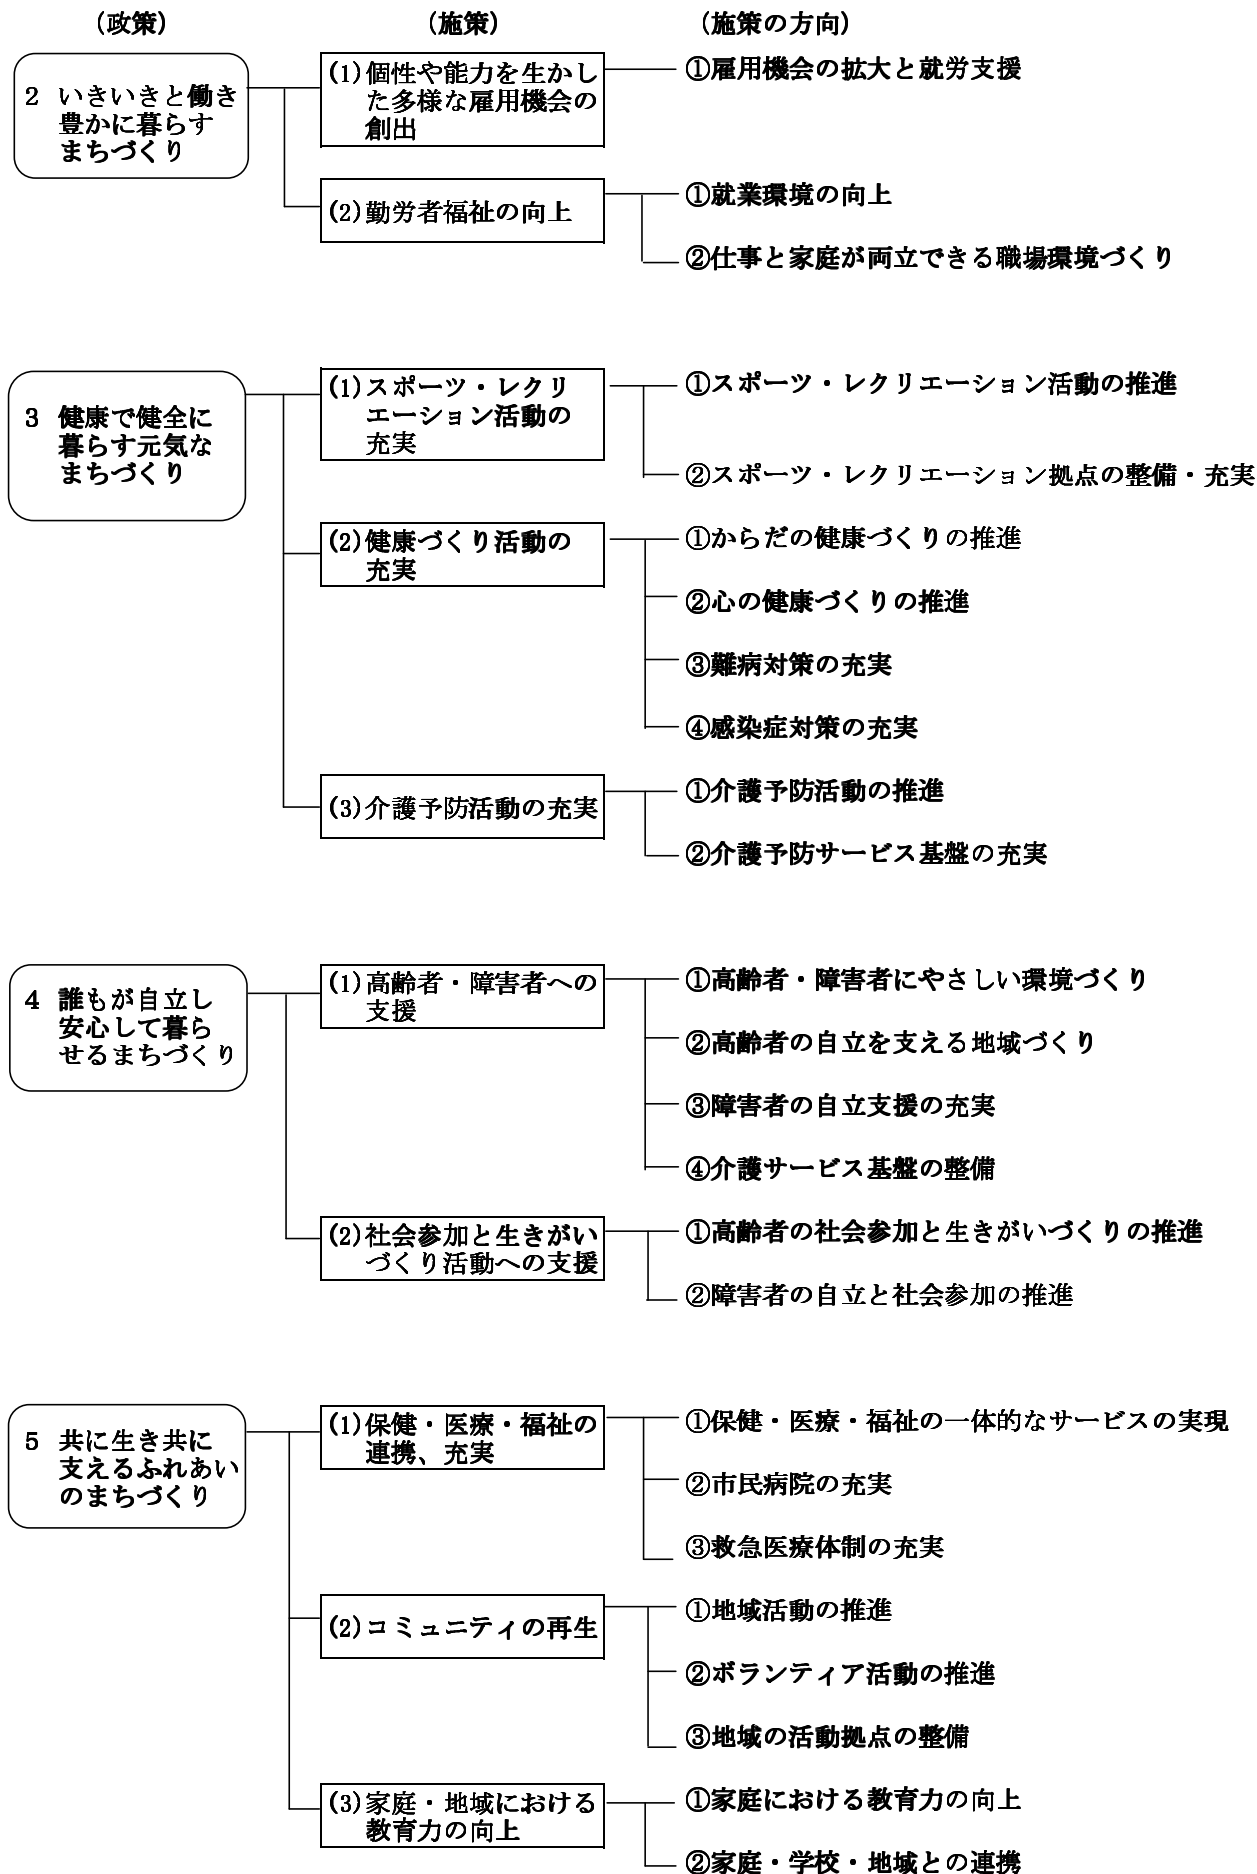 （政策）　（施策）　（施策の方向）
2 いきいきと働き
豊かに暮らす
まちづくり
(1)個性や能力を生かし
た多様な雇用機会の
創出
①雇用機会の拡大と就労支援
(2)勤労者福祉の向上
①就業環境の向上
②仕事と家庭が両立できる職場環境づくり
3 健康で健全に
暮らす元気な
まちづくり
(1)スポーツ・レクリ
エーション活動の
充実
①スポーツ・レクリエーション活動の推進
②スポーツ・レクリエーション拠点の整備・充実
(2)健康づくり活動の
充実
①からだの健康づくりの推進
②心の健康づくりの推進
③難病対策の充実
④感染症対策の充実
(3)介護予防活動の充実
①介護予防活動の推進
②介護予防サービス基盤の充実
4 誰もが自立し
安心して暮ら
せるまちづくり
(1)高齢者・障害者への
支援
①高齢者・障害者にやさしい環境づくり
②高齢者の自立を支える地域づくり
③障害者の自立支援の充実
④介護サービス基盤の整備
(2)社会参加と生きがい
づくり活動への支援
①高齢者の社会参加と生きがいづくりの推進
②障害者の自立と社会参加の推進
5 共に生き共に
支えるふれあい
のまちづくり
(1)保健・医療・福祉の
連携、充実
①保健・医療・福祉の一体的なサービスの実現
②市民病院の充実
③救急医療体制の充実
(2)コミュニティの再生
①地域活動の推進
②ボランティア活動の推進
③地域の活動拠点の整備
(3)家庭・地域における
教育力の向上
①家庭における教育力の向上
②家庭・学校・地域との連携